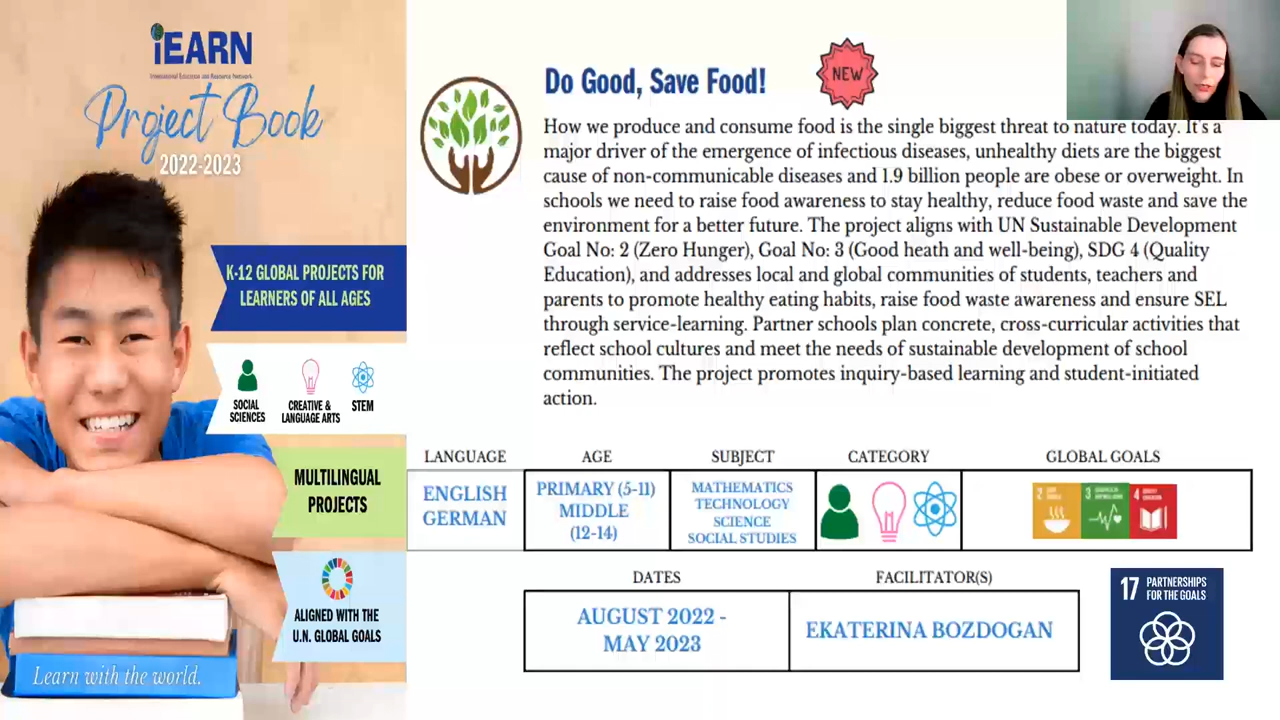 iEARN
International Education and Resource Network
Project Book
2022-2023
K-12 GLOBAL PROJECTS FOR
LEARNERS OF ALL AGES
SOCIAL
SCIENCES
CREATIVE &
LANGUAGE ARTS
STEM
MULTILINGUAL
PROJECTS
ALIGNED WITH THE
U.N. GLOBAL GOALS
Learn with the world.
Do Good, Save Food!
NEW
How we produce and consume food is the single biggest threat to nature today. It's a
major driver of the emergence of infectious diseases, unhealthy diets are the biggest
cause of non-communicable diseases and 1.9 billion people are obese or overweight. In
schools we need to raise food awareness to stay healthy, reduce food waste and save the
environment for a better future. The project aligns with UN Sustainable Development
Goal No: 2 (Zero Hunger), Goal No: 3 (Good heath and well-being), SDG 4 (Quality
Education), and addresses local and global communities of students, teachers and
parents to promote healthy eating habits, raise food waste awareness and ensure SEL
through service-learning. Partner schools plan concrete, cross-curricular activities that
reflect school cultures and meet the needs of sustainable development of school
communities. The project promotes inquiry-based learning and student-initiated
action.
LANGUAGE
AGE
SUBJECT
CATEGORY
GLOBAL GOALS
ENGLISH
GERMAN
PRIMARY (5-11)
MIDDLE
(12-14)
MATHEMATICS
TECHNOLOGY
SCIENCE
SOCIAL STUDIES
2
3
4
DATES
FACILITATOR(S)
AUGUST 2022 -
MAY 2023
EKATERINA BOZDOGAN
17 PARTNERSHIPS
FOR THE GOALS